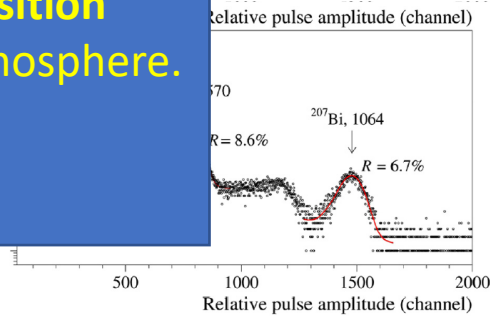 sition
nosphere.
Relative pulse amplitude (channel)
570
207Bi, 1064
R = 8.6%
R = 6.7%
500 1000 1500 2000
Relative pulse amplitude (channel)